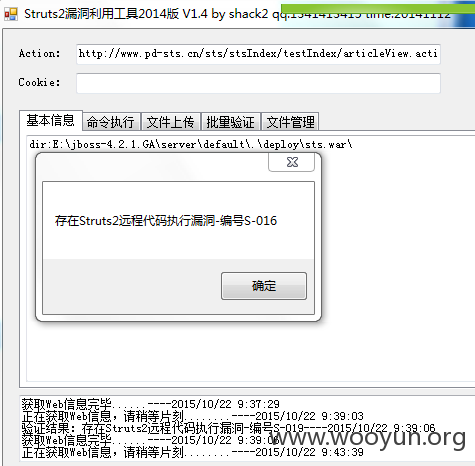 Struts2漏洞利用工具2014版 V1.4 by shack2 qq:1341413415 time:20141112
Action: http://www.pd-sts.cn/sts/stsIndex/testIndex/articleView.acti
Cookie:
基本信息 命令执行 文件上传 批量验证 文件管理
dir:E:\jboss-4.2.1.GA\server\default\.\deploy\sts.war\
存在Struts2远程代码执行漏洞-编号S-016
确定
获取Web信息完毕......----2015/10/22 9:37:29
正在获取Web信息，请稍等片刻........----2015/10/22 9:39:03
验证结果：存在Struts2远程代码执行漏洞-编号S-019----2015/10/22 9:39:06
获取Web信息完毕......----2015/10/22 9:39:06
正在获取Web信息，请稍等片刻........----2015/10/22 9:43:39
www.wooyun.org